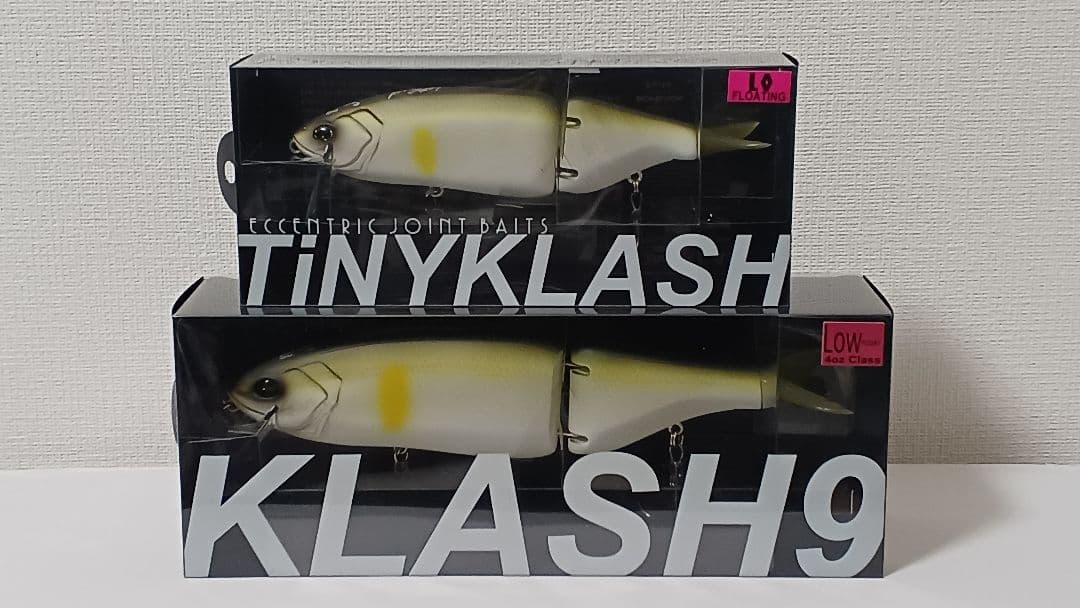 LO
FLOATING
ECCENTRIC JOINT BAITS
TiNYKLASH
LOW
4oz Class
KLASH9